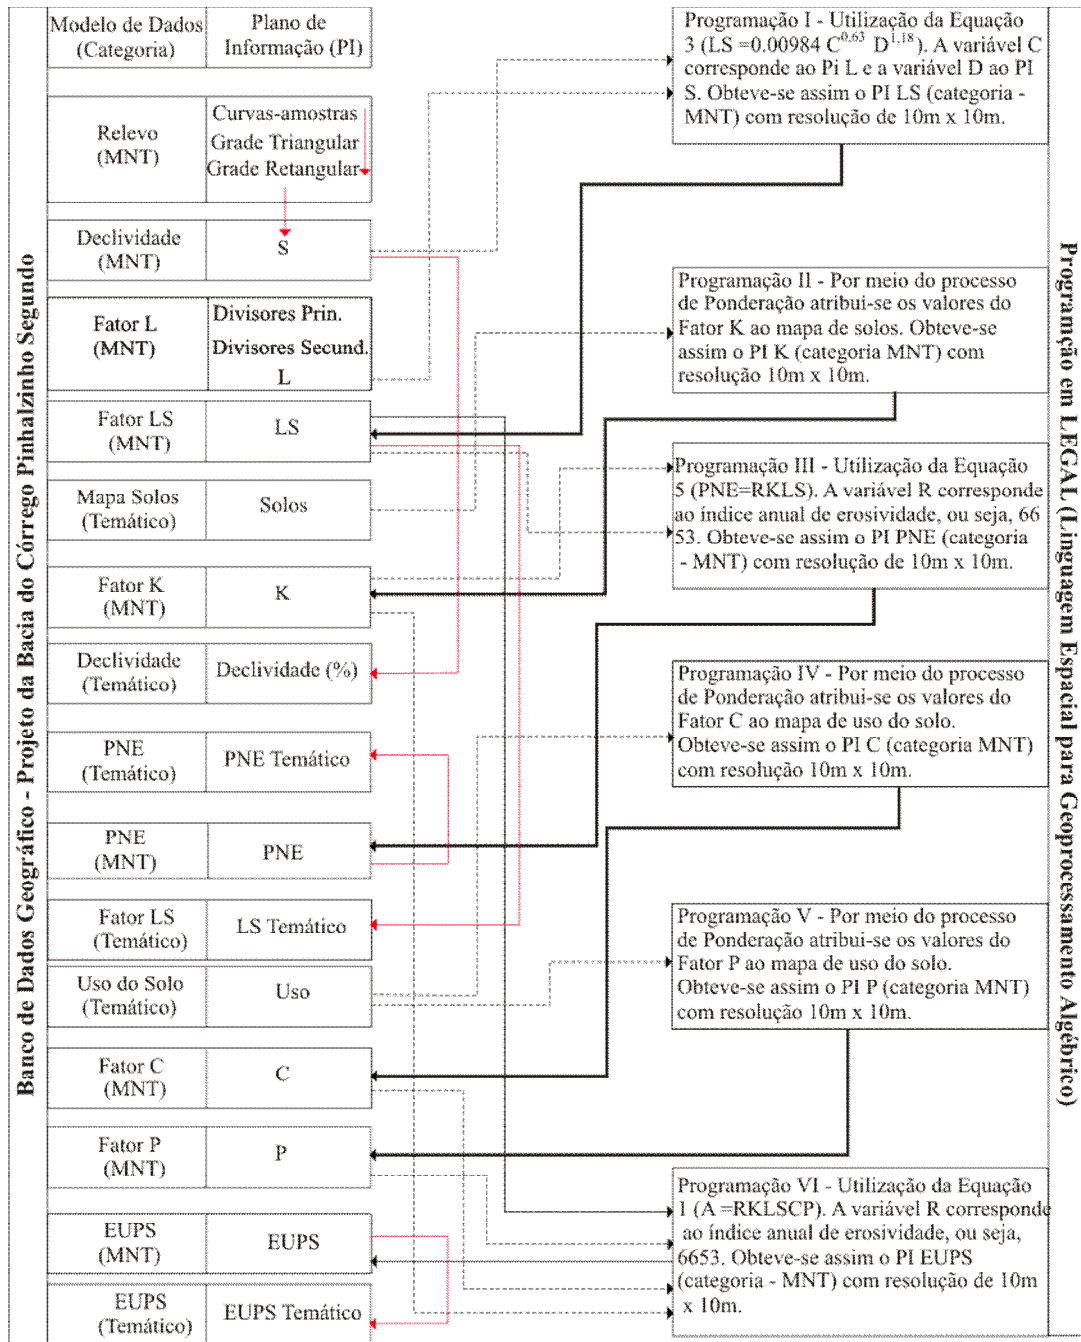 Banco de Dados Geográfico - Projeto da Bacia do Córrego Pinhalzinho Segundo
Modelo de Dados
(Categoria)
Plano de
Informação (PI)
Relevo
(MNT)
Curvas-amostras
Grade Triangular
Grade Retangular
Declividade
(MNT)
S
Fator L
(MNT)
Divisores Prin.
Divisores Secund.
L
Fator LS
(MNT)
LS
Mapa Solos
(Temático)
Solos
Fator K
(MNT)
K
Declividade
(Temático)
Declividade (%)
PNE
(Temático)
PNE Temático
PNE
(MNT)
PNE
Fator LS
(Temático)
LS Temático
Uso do Solo
(Temático)
Uso
Fator C
(MNT)
C
Fator P
(MNT)
P
EUPS
(MNT)
EUPS
EUPS
(Temático)
EUPS Temático
Programação I - Utilização da Equação
3 (LS =0.00984 C^0,63 D^1,18). A variável C
corresponde ao Pi L e a variável D ao PI
S. Obteve-se assim o PI LS (categoria -
MNT) com resolução de 10m x 10m.
Programação II - Por meio do processo
de Ponderação atribui-se os valores do
Fator K ao mapa de solos. Obteve-se
assim o PI K (categoria MNT) com
resolução 10m x 10m.
Programação III - Utilização da Equação
5 (PNE=RKLS). A variável R corresponde
ao índice anual de erosividade, ou seja, 66
53. Obteve-se assim o PI PNE (categoria
- MNT) com resolução de 10m x 10m.
Programação IV - Por meio do processo
de Ponderação atribui-se os valores do
Fator C ao mapa de uso do solo.
Obteve-se assim o PI C (categoria MNT)
com resolução 10m x 10m.
Programação V - Por meio do processo
de Ponderação atribui-se os valores do
Fator P ao mapa de uso do solo.
Obteve-se assim o PI P (categoria MNT)
com resolução 10m x 10m.
Programação VI - Utilização da Equação
1 (A =RKLSCP). A variável R corresponde
ao índice anual de erosividade, ou seja,
6653. Obteve-se assim o PI EUPS
(categoria - MNT) com resolução de 10m
x 10m.
Programção em LEGAL (Linguagem Espacial para Geoprocessamento Algébrico)